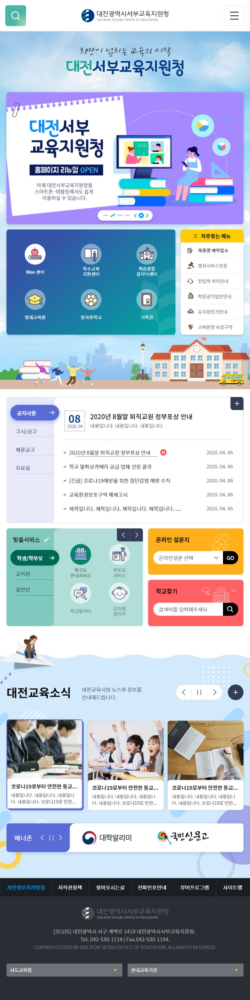 대전광역시서부교육지원청
DAEJEON SEOGBU OFFICE OF EDUCATION
희망이 넘치는 교육의 시작
대전서부교육지원청
대전서부
교육지원청
홈페이지 리뉴얼 OPEN
이제 대전서부교육지원청을
스마트폰·태블릿에서도 쉽게
이용하실 수 있습니다.
Wee 센터
특수교육
지원센터
학습종합
클리닉센터
영재교육원
방과후학교
기록관
자주찾는 메뉴
제증명 예약접수
행정서비스헌장
전입학 처리안내
학원공익법인안내
유치원인가안내
교육환경 보호구역
공지사항
고시/공고
채용공고
자료실
08
2020. 04
2020년 8월말 퇴직교원 정부포상 안내
내용입니다. 내용입니다. 내용입니다.
2020년 8월말 퇴직교원 정부포상 안내 N 2020. 04. 06
학교 열화상카메라 공급 업체 선정 결과 2020. 04. 06
[긴급] 코로나19예방을 위한 집단감염 예방 수칙 2020. 04. 06
교육환경보호구역 해제고시 2020. 04. 06
제목입니다. 제목입니다. 제목입니다. 제목입니다...... 2020. 04. 06
맞춤서비스
학생/학부모
교직원
일반인
학구도
안내서비스
학부모
서비스
학교알리미
유치원
알리미
온라인 설문지
온라인설문 선택 GO
학교찾기
검색어를 입력해주세요
대전교육소식
대전교육시청 뉴스와 정보를
안내해드립니다.
코로나19로부터 안전한 등교...
내용입니다. 내용입니다. 내용입니
다. 내용입니다. 코로나19로 인한...
코로나19로부터 안전한 등교...
내용입니다. 내용입니다. 내용입니
다. 내용입니다. 코로나19로 인한...
코로나19로부터 안전한 등교...
내용입니다. 내용입니다. 내용입니
다. 내용입니다. 코로나19로 인한...
배너존
대학알리미
국민신문고
개인정보처리방침 저작권정책 찾아오시는길 전화번호안내 뷰어프로그램 사이트맵
대전광역시서부교육지원청
DAEJEON SEOGBU OFFICE OF EDUCATION
[35335] 대전광역시 서구 계백로 1419 대전광역시서부교육지원청.
Tel. 042-530-1114 | Fax.042-530-1144.
COPYRIGHT©2020 BY DAEJEON SEOBU OFFICE OF EDUCATION. ALLRIGHTS RESERVED.
시도교육청
관내교육기관